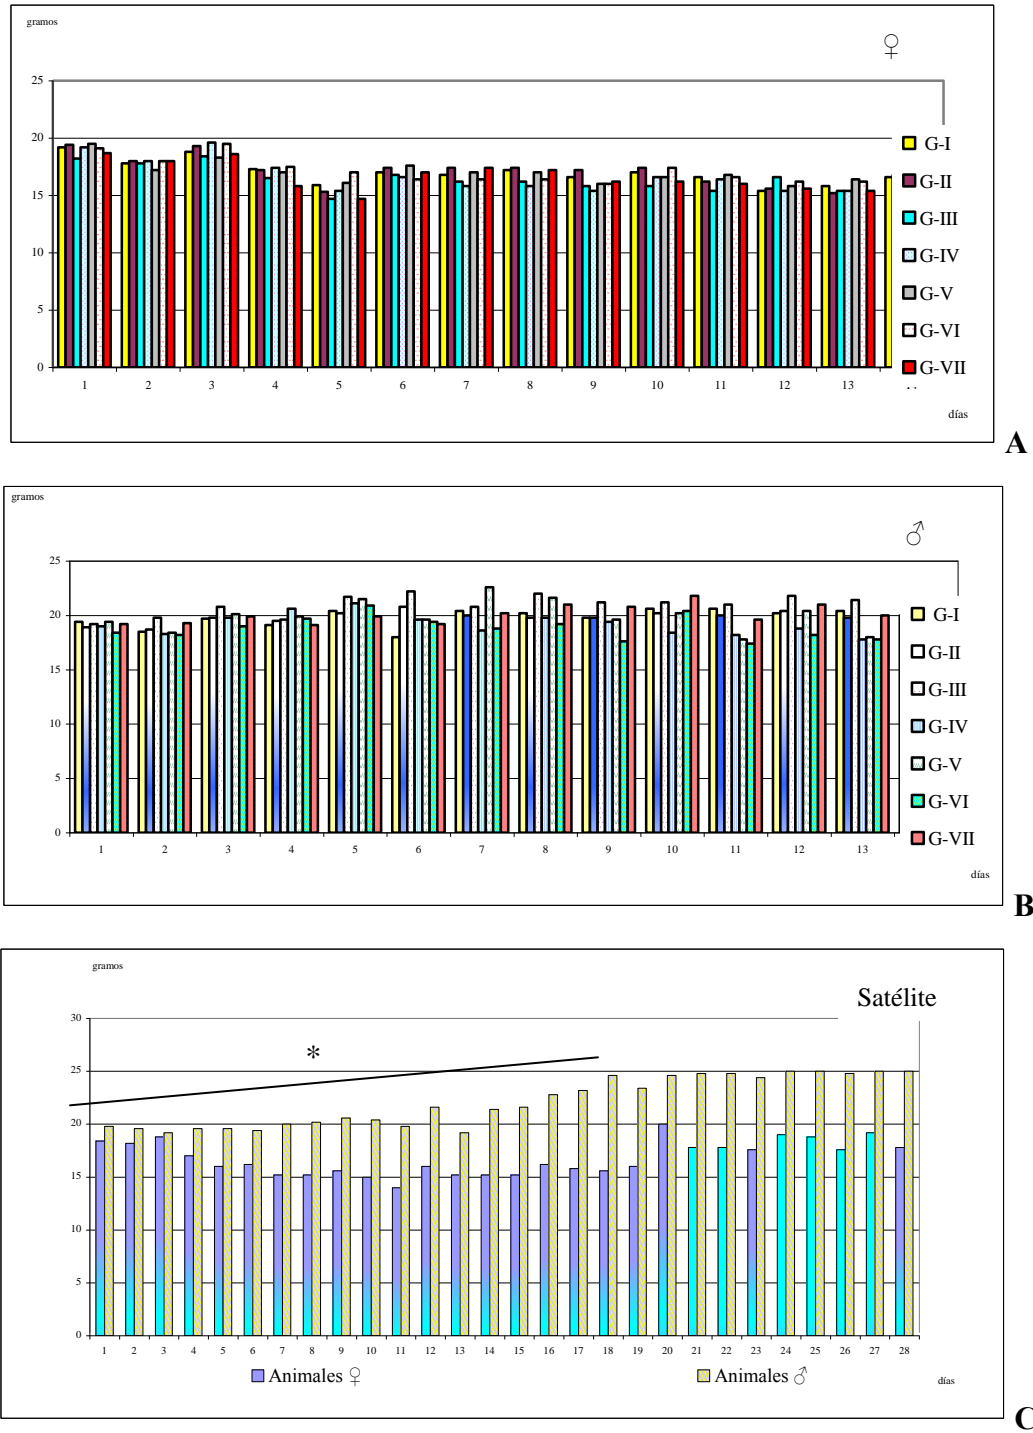 gramos
♀
25
20
15
10
5
0
G-I
G-II
G-III
G-IV
G-V
G-VI
G-VII
1 2 3 4 5 6 7 8 9 10 11 12 13
días
A
gramos
♂
25
20
15
10
5
0
G-I
G-II
G-III
G-IV
G-V
G-VI
G-VII
1 2 3 4 5 6 7 8 9 10 11 12 13
días
B
gramos
Satélite
*
30
25
20
15
10
5
0
1 2 3 4 5 6 7 8 9 10 11 12 13 14 15 16 17 18 19 20 21 22 23 24 25 26 27 28
Animales ♀ Animales ♂
días
C